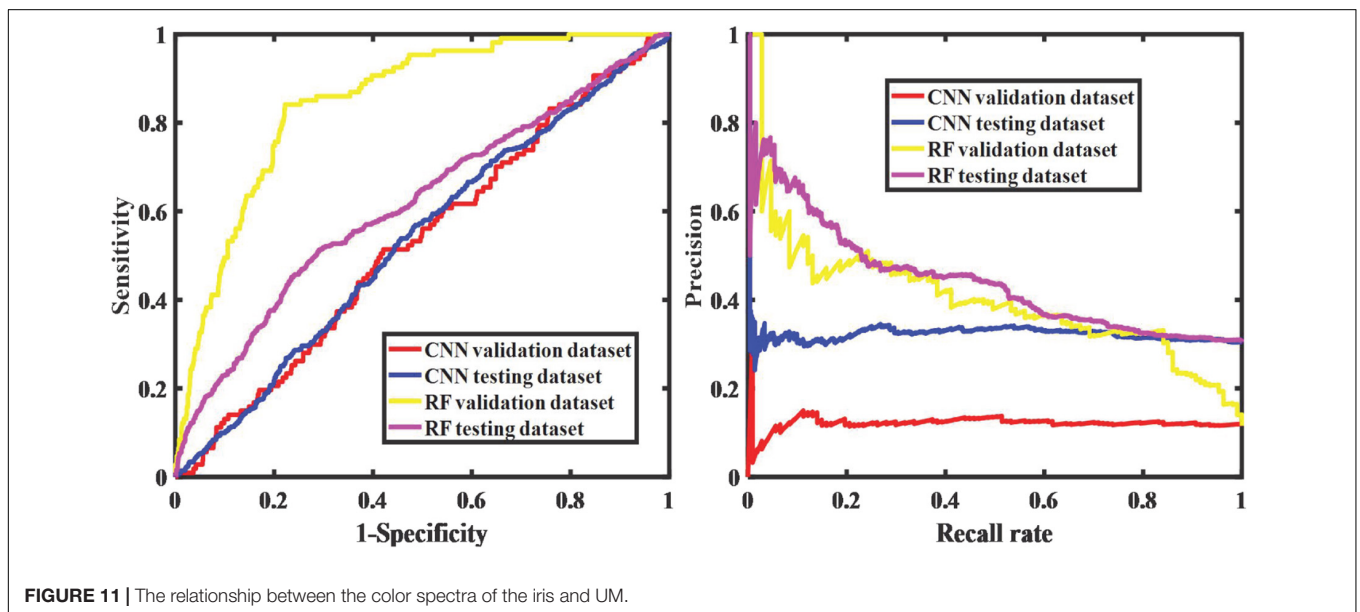 1
0.8
0.6
0.4
0.2
0
Sensitivity
0 0.2 0.4 0.6 0.8 1
1-Specificity
CNN validation dataset
CNN testing dataset
RF validation dataset
RF testing dataset
1
0.8
0.6
0.4
0.2
0
Precision
0 0.2 0.4 0.6 0.8 1
Recall rate
CNN validation dataset
CNN testing dataset
RF validation dataset
RF testing dataset
FIGURE 11 | The relationship between the color spectra of the iris and UM.